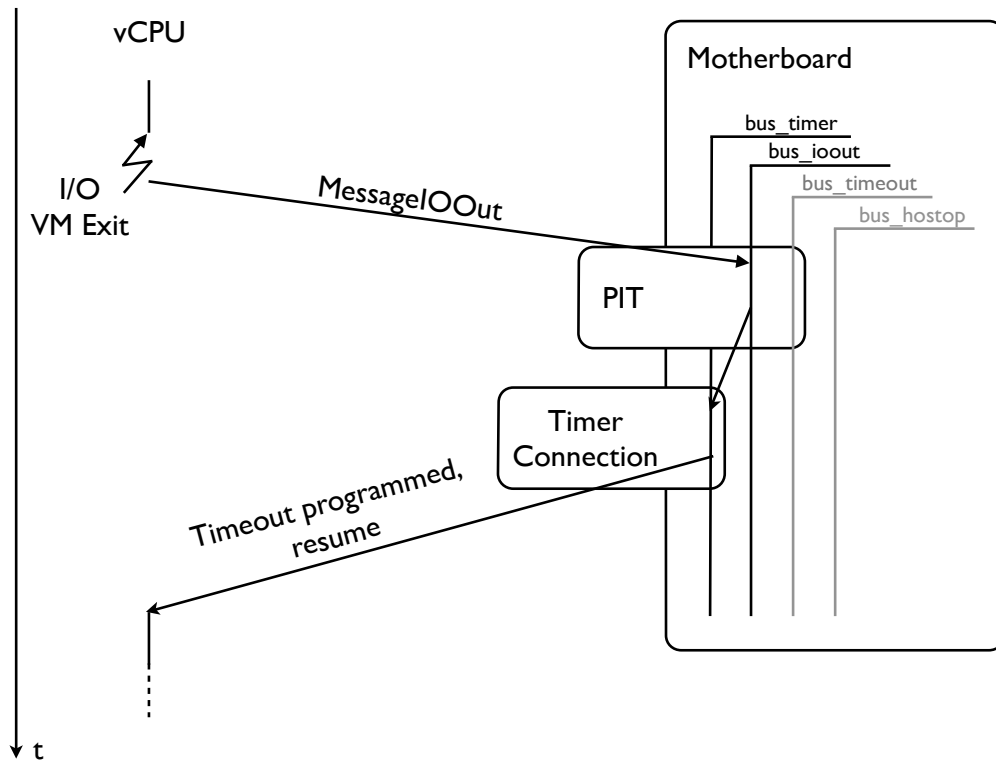 vCPU
Motherboard
bus_timer
bus_ioout
bus_timeout
bus_hostop
I/O
VM Exit
MessageIOOut
PIT
Timer
Connection
Timeout programmed,
resume
t